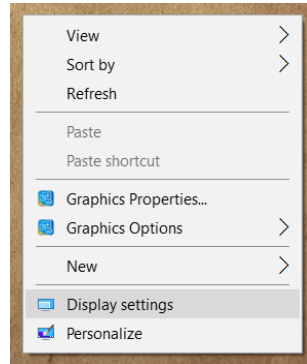 View
Sort by
Refresh
Paste
Paste shortcut
Graphics Properties...
Graphics Options
New
Display settings
Personalize